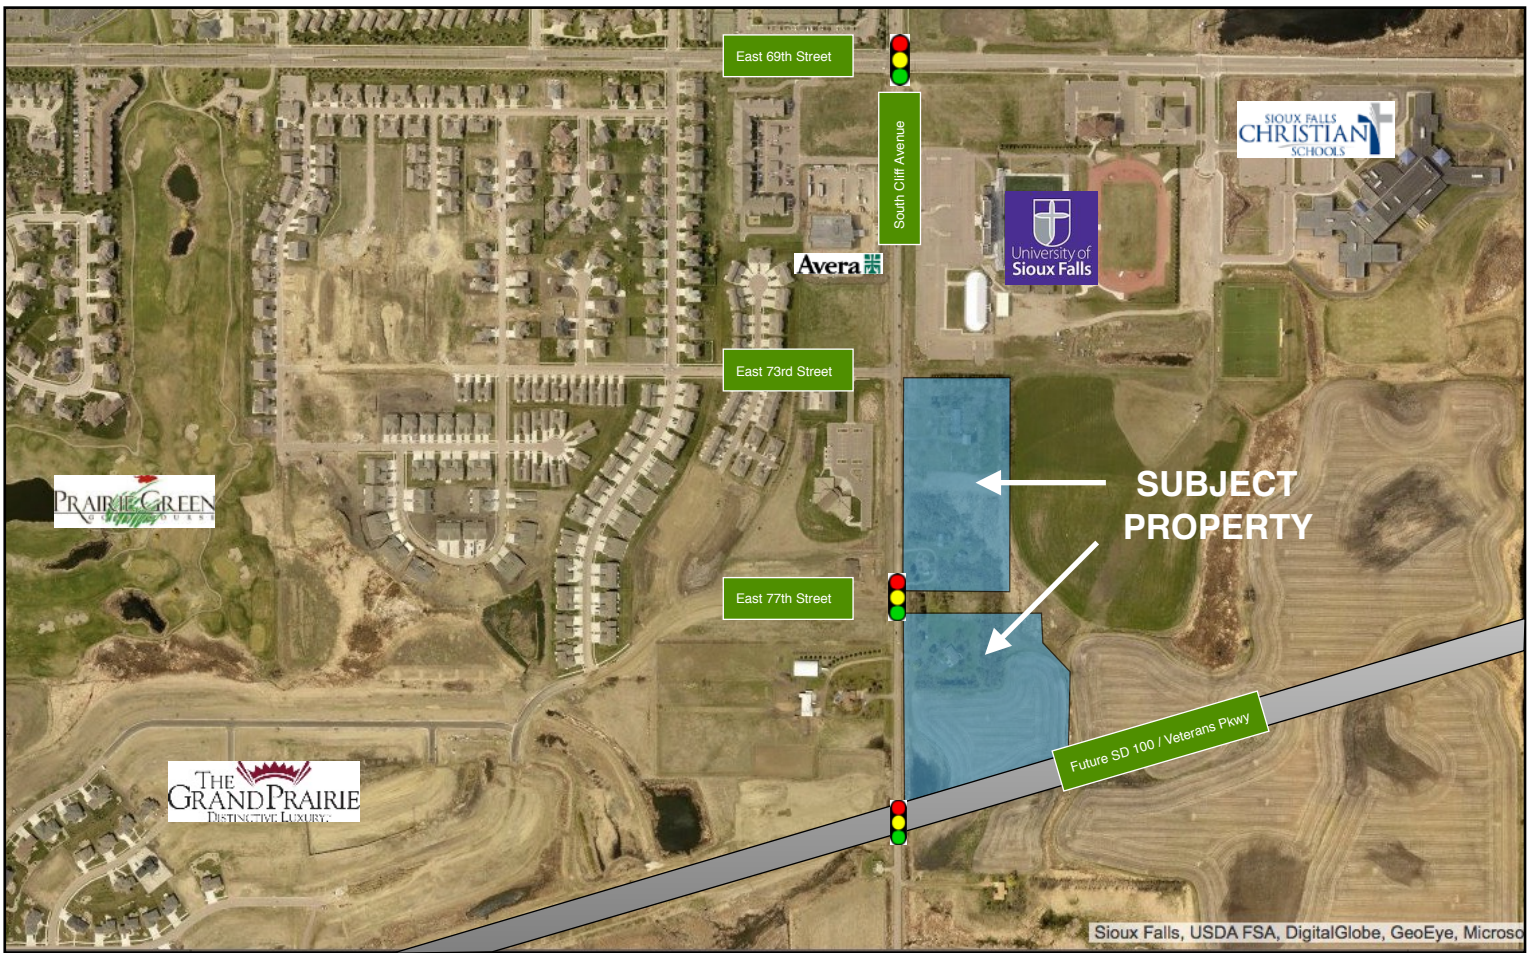 East 69th Street
South Cliff Avenue
SIOUX FALLS
CHRISTIAN
SCHOOLS
University of
Sioux Falls
Avera
East 73rd Street
SUBJECT
PROPERTY
PRAIRIE GREEN
GOLF COURSE
East 77th Street
Future SD 100 / Veterans Pkwy
THE
GRAND PRAIRIE
DISTINCTIVE LUXURY
Sioux Falls, USDA FSA, DigitalGlobe, GeoEye, Microso